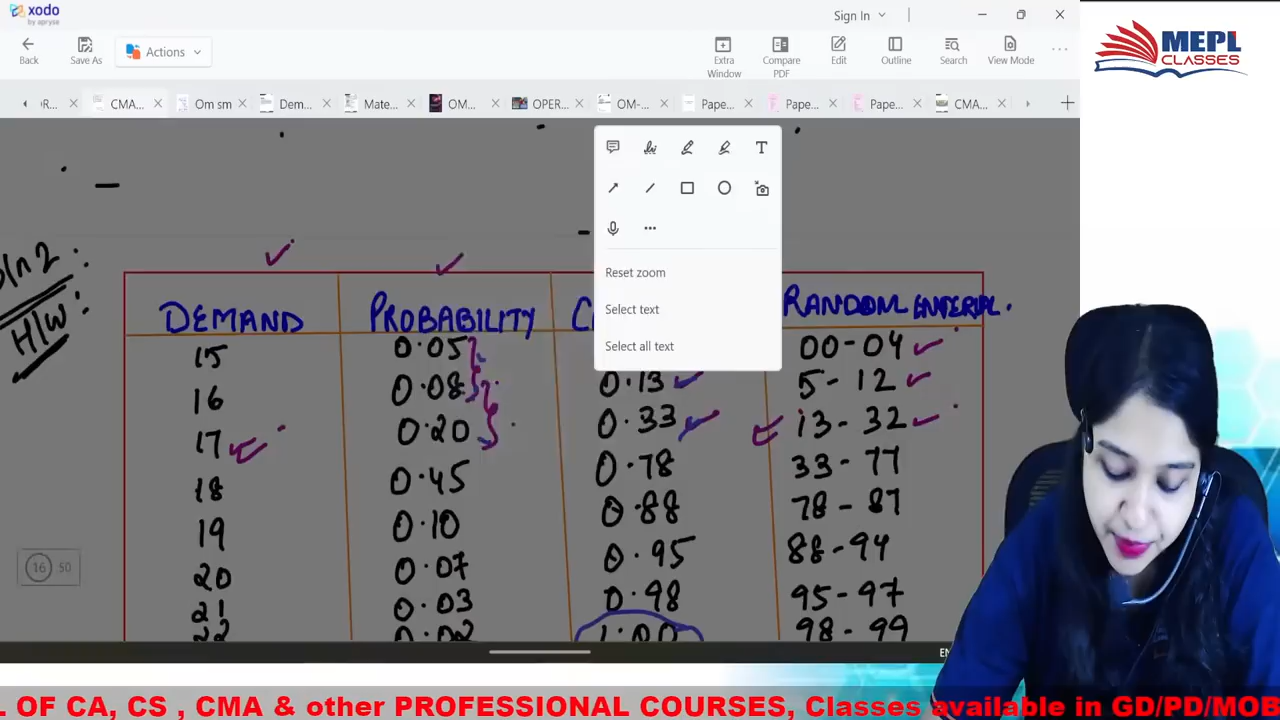 xodo
by apryse
Sign In
Back
Save As
Actions
Extra Window
Compare PDF
Edit
Outline
Search
View Mode
CMA...
Om sm
Dem...
Mate...
OM...
OPER...
OM-...
Pape...
Pape...
Pape...
CMA...
MEPL
CLASSES
Reset zoom
Select text
Select all text
H/W:
DEMAND PROBABILITY RANDOM INTERVAL.
15 0.05 00-04
16 0.08 0.13 5-12
17 0.20 0.33 13-32
18 0.45 0.78 33-77
19 0.10 0.88 78-87
20 0.07 0.95 88-94
21 0.03 0.98 95-97
22 0.02 1.00 98-99
16 50
L OF CA, CS , CMA & other PROFESSIONAL COURSES, Classes available in GD/PD/MOB